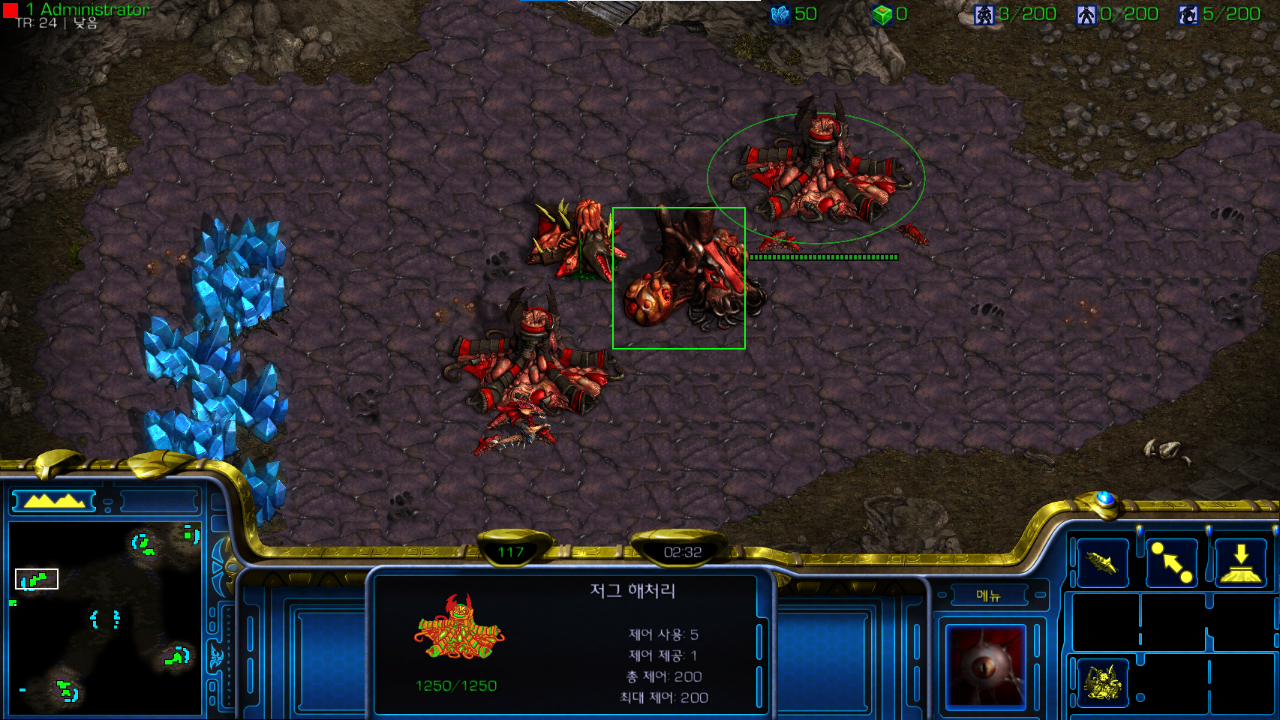 1 Administrator
TR: 24 | 낮음
50
0
3/200
0/200
5/200
117
02:32
저그 해처리
제어 사용: 5
제어 제공: 1
총 제어: 200
최대 제어: 200
1250/1250
메뉴